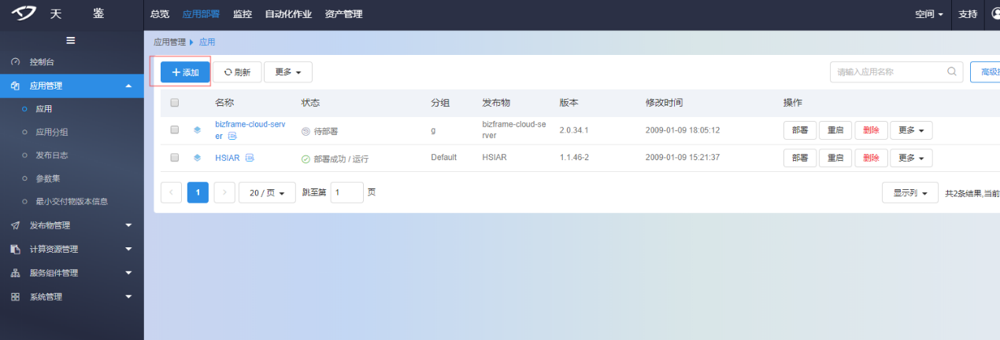 天 鉴
总览 应用部署 监控 自动化作业 资产管理 空间 支持
应用管理 应用
控制台
应用管理
应用
应用分组
发布日志
参数集
最小交付物版本信息
发布物管理
计算资源管理
服务组件管理
系统管理
添加 刷新 更多 请输入应用名称 高级
名称 状态 分组 发布物 版本 修改时间 操作
bizframe-cloud-serv
er
待部署 g
bizframe-cloud-se
rver
2.0.34.1 2009-01-09 18:05:12 部署 重启 删除 更多
HSIAR 部署成功 / 运行 Default HSIAR 1.1.46-2 2009-01-09 15:21:37 部署 重启 删除 更多
1 20 / 页 跳至第 1 页 显示列 共2条结果,当前